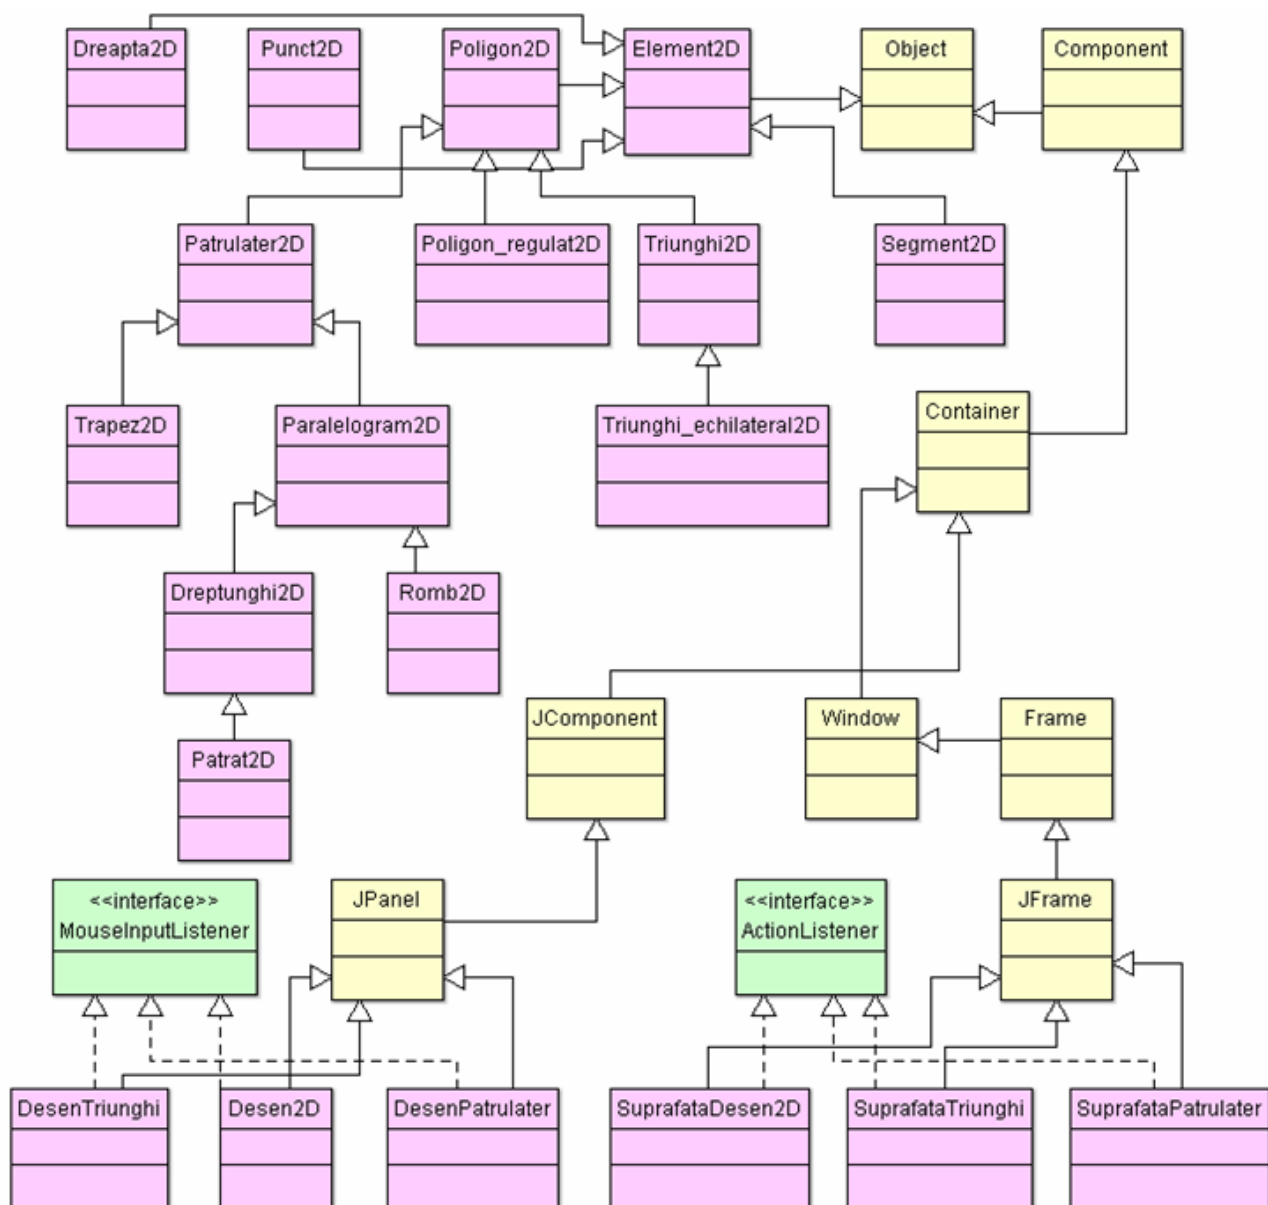 Dreapta2D
Punct2D
Poligon2D
Element2D
Object
Component
Patrulater2D
Poligon_regulat2D
Triunghi2D
Segment2D
Trapez2D
Paralelogram2D
Triunghi_echilateral2D
Container
Dreptunghi2D
Romb2D
JComponent
Window
Frame
Patrat2D
<<interface>>
MouseInputListener
JPanel
<<interface>>
ActionListener
JFrame
DesenTriunghi
Desen2D
DesenPatrulater
SuprafataDesen2D
SuprafataTriunghi
SuprafataPatrulater